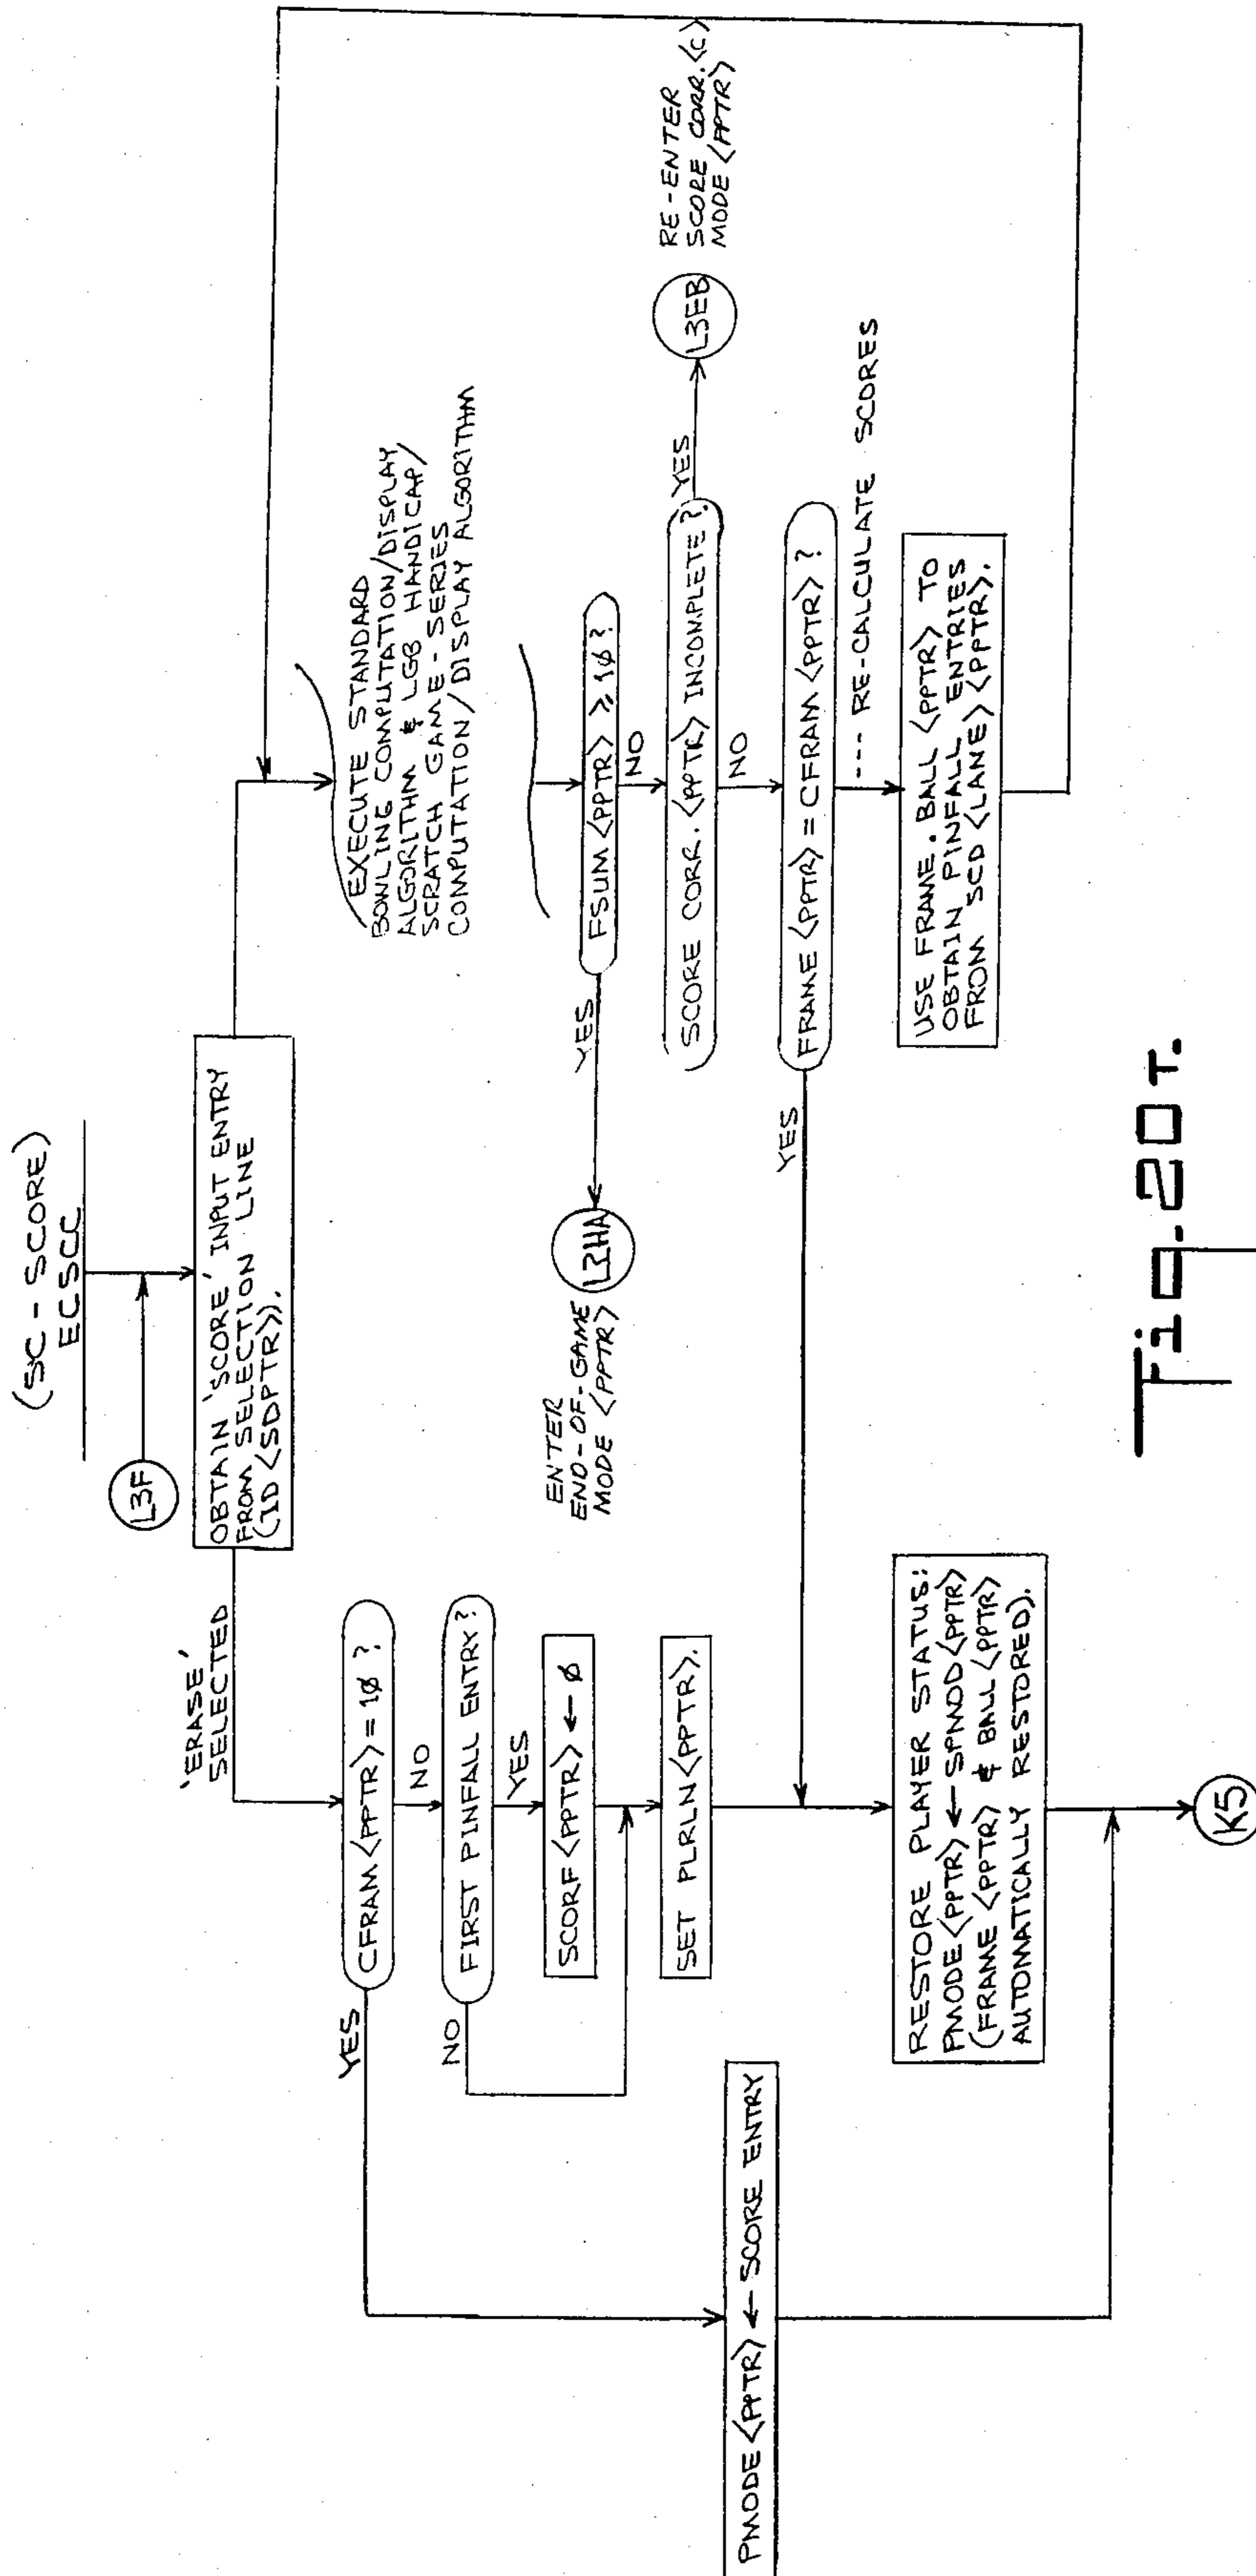 (SC - SCORE)
ECSCC
L3F
OBTAIN 'SCORE' INPUT ENTRY
FROM SELECTION LINE
(ID <SDPTR>).
'ERASE'
SELECTED
CFRAM <PPTR> = 10 ?
YES
NO
FIRST PINFALL ENTRY?
NO
YES
SCORF <PPTR> ← 0
SET PLRLN <PPTR>.
PMODE <PPTR> ← SCORE ENTRY
RESTORE PLAYER STATUS:
PMODE <PPTR> ← SPMOD <PPTR>
(FRAME <PPTR> & BALL <PPTR>
AUTOMATICALLY RESTORED).
K5
EXECUTE STANDARD
BOWLING COMPUTATION/DISPLAY
ALGORITHM & LGB HANDICAP/
SCRATCH GAME-SERIES
COMPUTATION/DISPLAY ALGORITHM
FSUM <PPTR> ≥ 10 ?
YES
NO
ENTER
END-OF-GAME
MODE <PPTR>
L2HA
SCORE CORR. <PPTR> INCOMPLETE ?
YES
NO
L3EB
RE-ENTER
SCORE CORR. <C>
MODE <PPTR>
FRAME <PPTR> = CFRAM <PPTR> ?
YES
---- RE-CALCULATE SCORES
USE FRAME. BALL <PPTR> TO
OBTAIN PINFALL ENTRIES
FROM SCD <LANE> <PPTR>.
Fig. 20T.